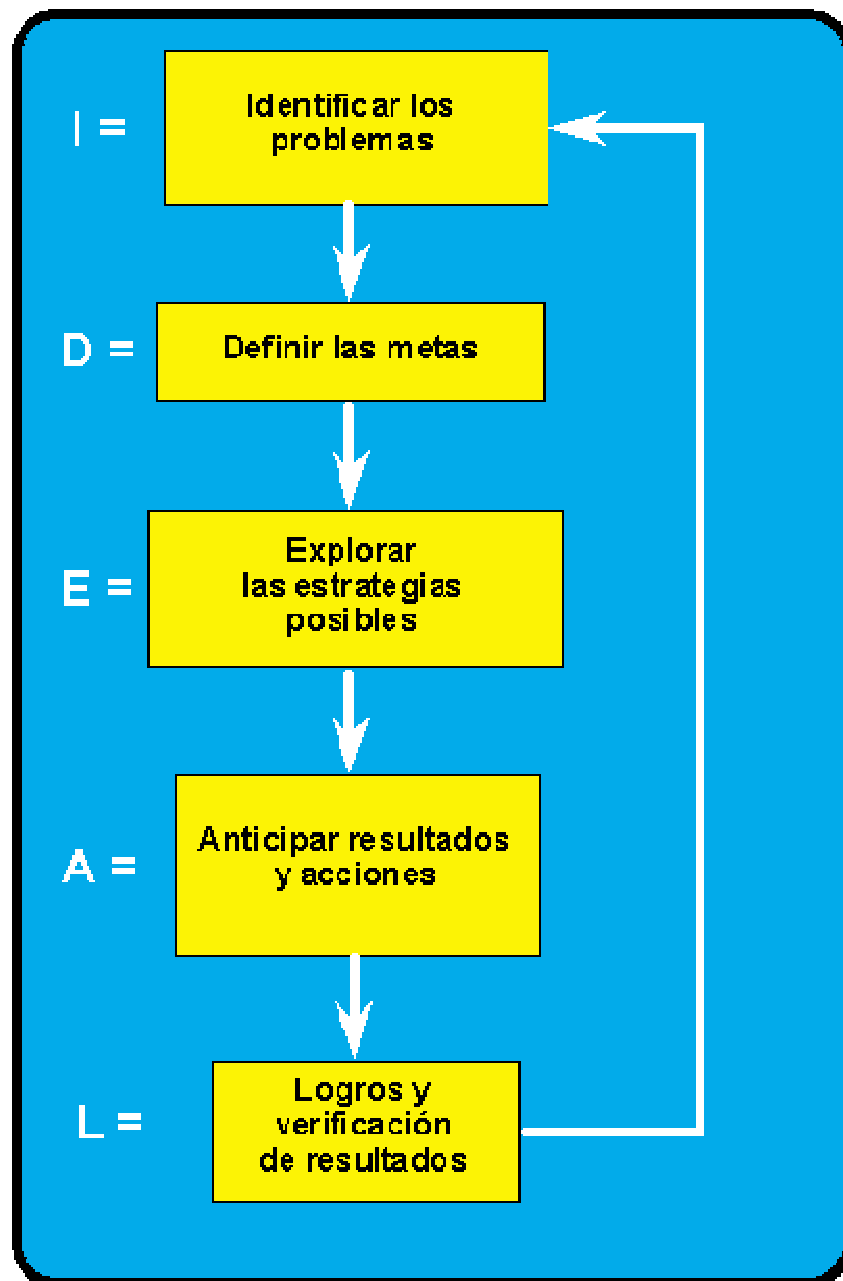 I =
Identificar los
problemas
D =
Definir las metas
E =
Explorar
las estrategias
posibles
A =
Anticipar resultados
y acciones
L =
Logros y
verificación
de resultados